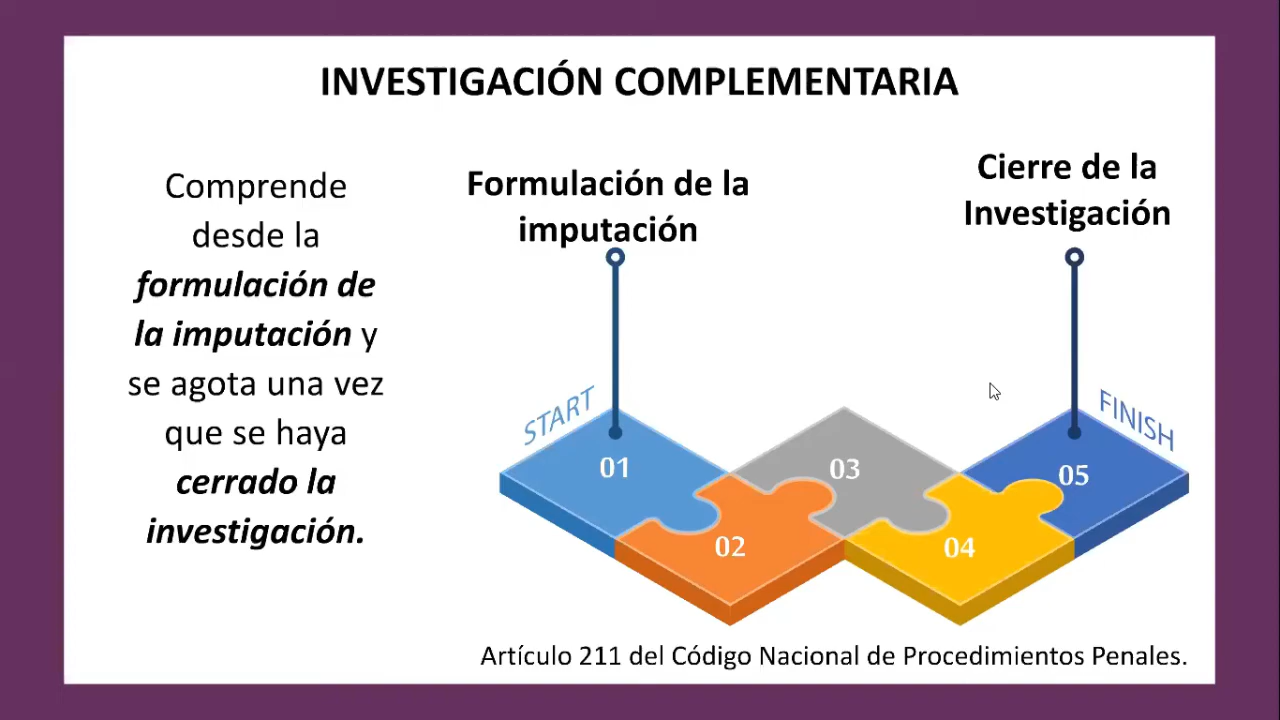 INVESTIGACIÓN COMPLEMENTARIA
Comprende
desde la
formulación de
la imputación y
se agota una vez
que se haya
cerrado la
investigación.
Formulación de la
imputación
Cierre de la
Investigación
START
FINISH
01
02
03
04
05
Artículo 211 del Código Nacional de Procedimientos Penales.